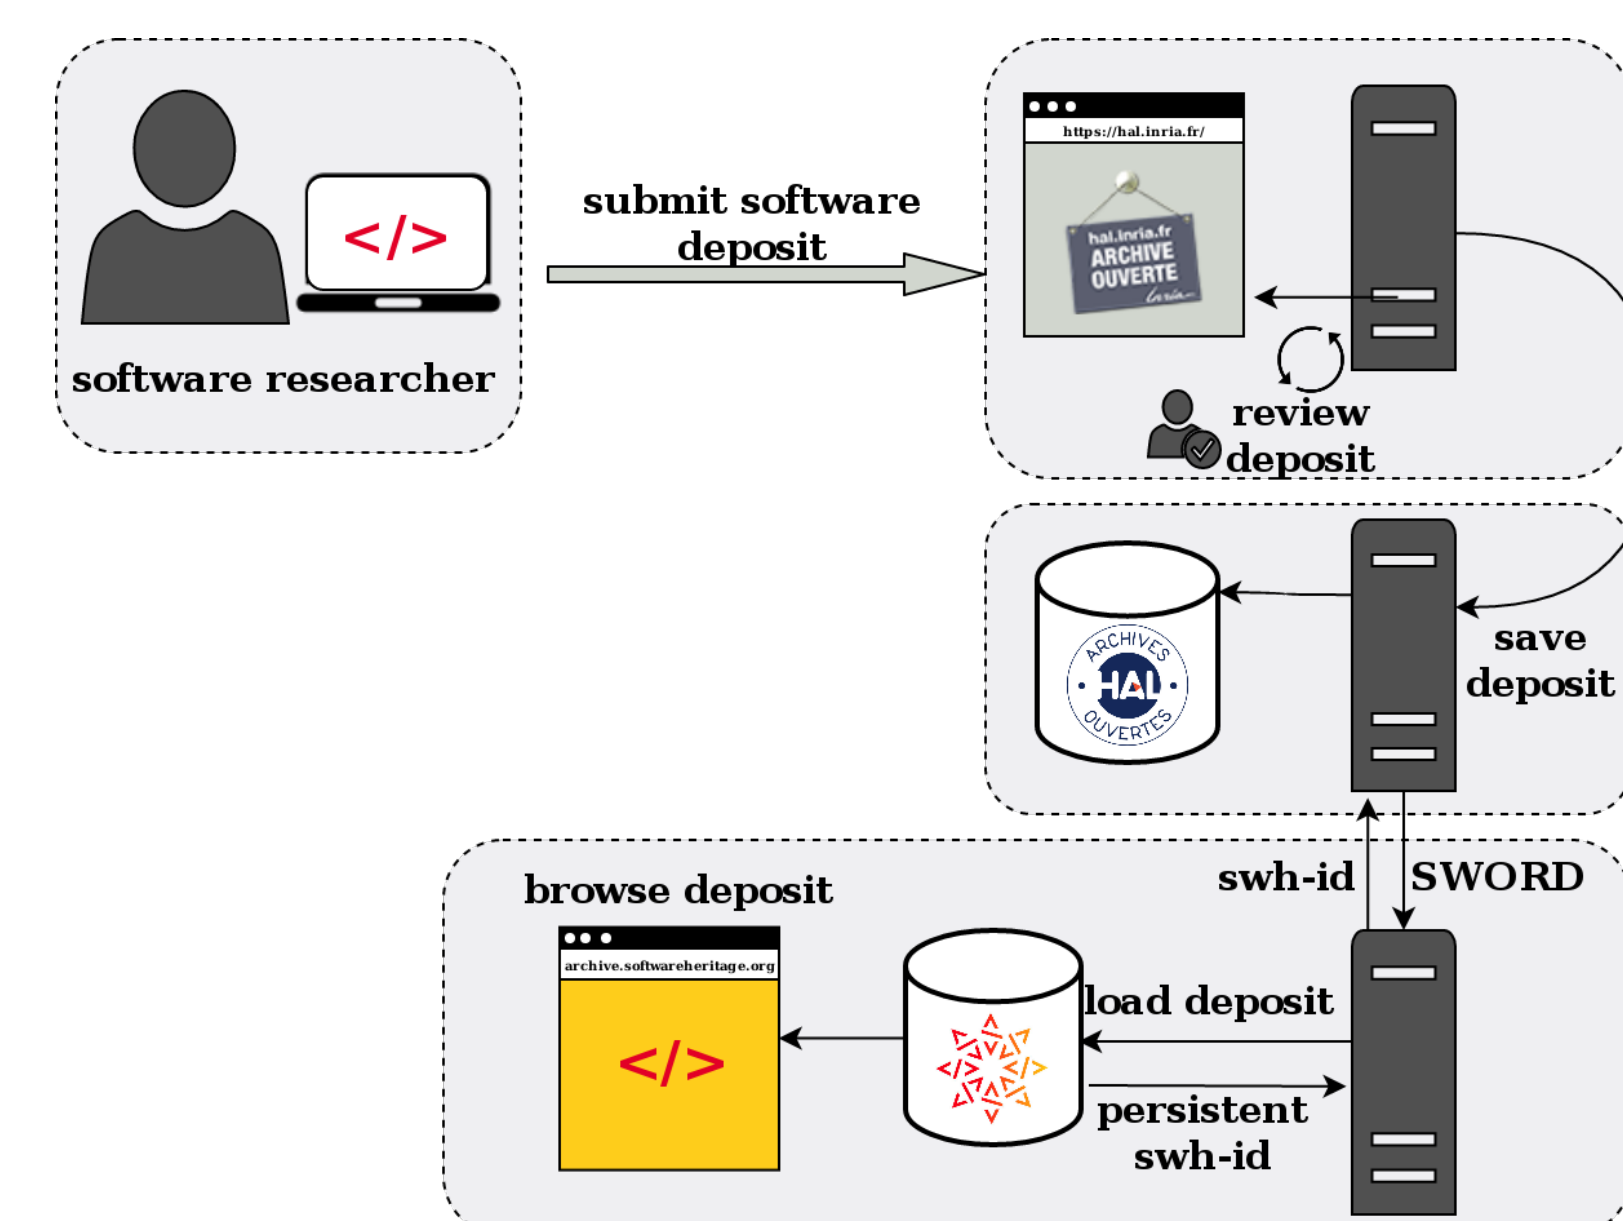 submit software
deposit
</>
software researcher
https://hal.inria.fr/
hal.inria.fr
ARCHIVE
OUVERTE
Inria
review
deposit
ARCHIVES
HAL
OUVERTES
save
deposit
swh-id
SWORD
browse deposit
archive.softwareheritage.org
</>
load deposit
</>
persistent
swh-id